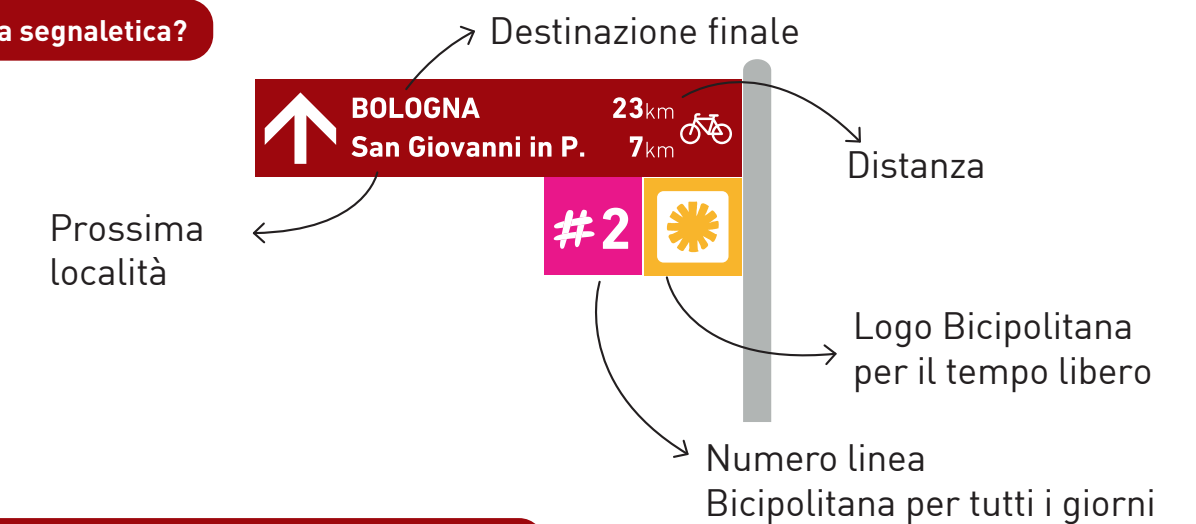 a segnaletica?
Destinazione finale
BOLOGNA 23km
San Giovanni in P. 7km
Distanza
Prossima
località
#2
Logo Bicipolitana
per il tempo libero
Numero linea
Bicipolitana per tutti i giorni